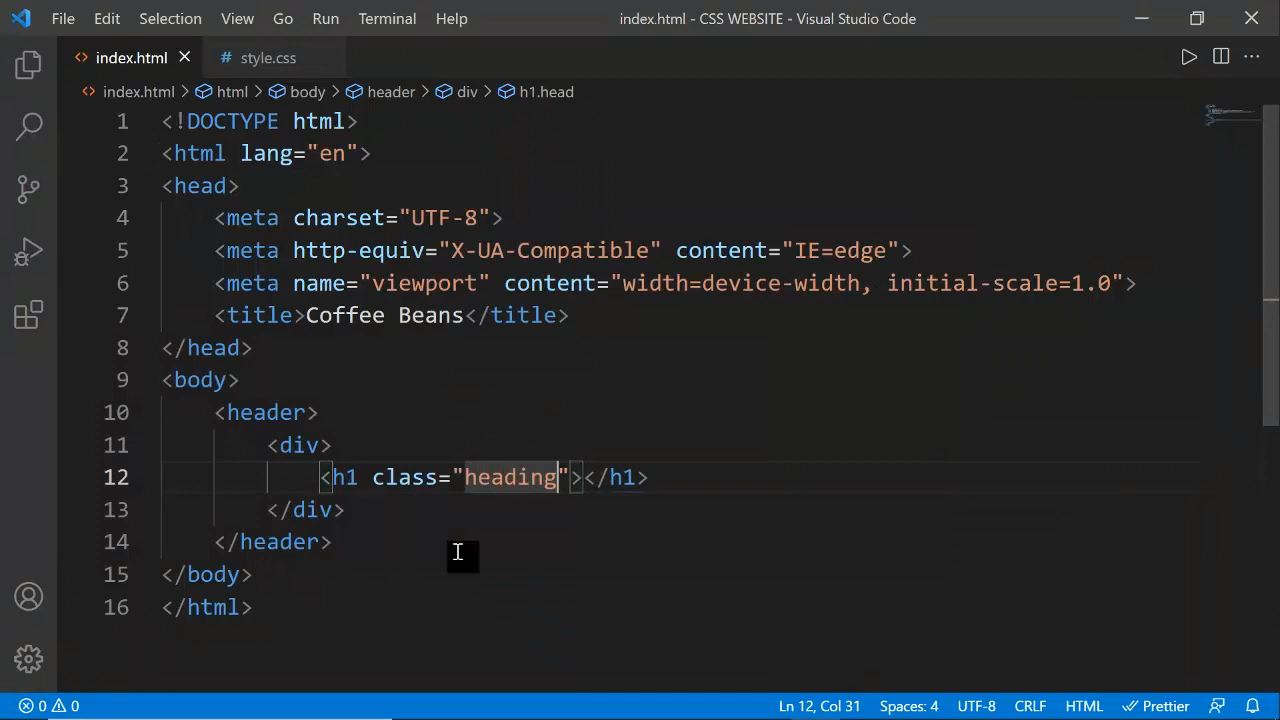 File Edit Selection View Go Run Terminal Help index.html - CSS WEBSITE - Visual Studio Code
index.html # style.css
index.html > html > body > header > div > h1.head
1 <!DOCTYPE html>
2 <html lang="en">
3 <head>
4 <meta charset="UTF-8">
5 <meta http-equiv="X-UA-Compatible" content="IE=edge">
6 <meta name="viewport" content="width=device-width, initial-scale=1.0">
7 <title>Coffee Beans</title>
8 </head>
9 <body>
10 <header>
11 <div>
12 <h1 class="heading"></h1>
13 </div>
14 </header>
15 </body>
16 </html>
0 0 Ln 12, Col 31 Spaces: 4 UTF-8 CRLF HTML Prettier